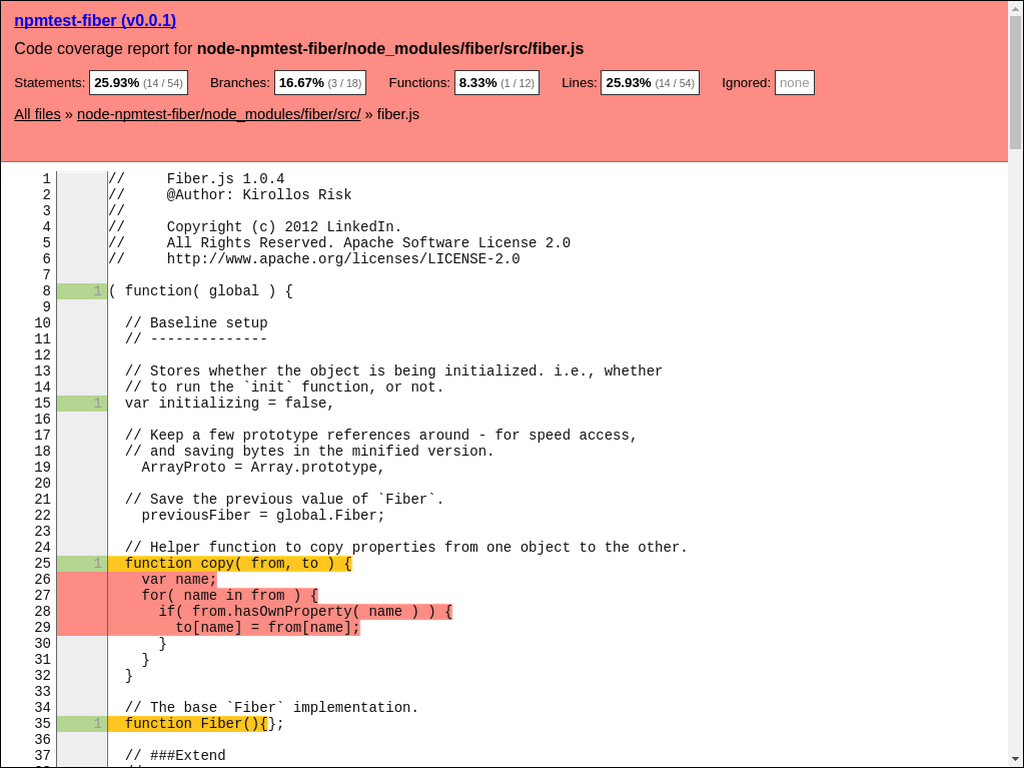 npmtest-fiber (v0.0.1)
Code coverage report for node-npmtest-fiber/node_modules/fiber/src/fiber.js
Statements: 25.93% (14 / 54) Branches: 16.67% (3 / 18) Functions: 8.33% (1 / 12) Lines: 25.93% (14 / 54) Ignored: none
All files » node-npmtest-fiber/node_modules/fiber/src/ » fiber.js
1 //     Fiber.js 1.0.4
2 //     @Author: Kirollos Risk
3 //
4 //     Copyright (c) 2012 LinkedIn.
5 //     All Rights Reserved. Apache Software License 2.0
6 //     http://www.apache.org/licenses/LICENSE-2.0
7
8 1 ( function( global ) {
9
10   // Baseline setup
11   // --------------
12
13   // Stores whether the object is being initialized. i.e., whether
14   // to run the `init` function, or not.
15 1   var initializing = false,
16
17   // Keep a few prototype references around - for speed access,
18   // and saving bytes in the minified version.
19     ArrayProto = Array.prototype,
20
21   // Save the previous value of `Fiber`.
22     previousFiber = global.Fiber;
23
24   // Helper function to copy properties from one object to the other.
25 1   function copy( from, to ) {
26     var name;
27     for( name in from ) {
28       if( from.hasOwnProperty( name ) ) {
29         to[name] = from[name];
30       }
31     }
32   }
33
34   // The base `Fiber` implementation.
35 1   function Fiber(){};
36
37   // ###Extend